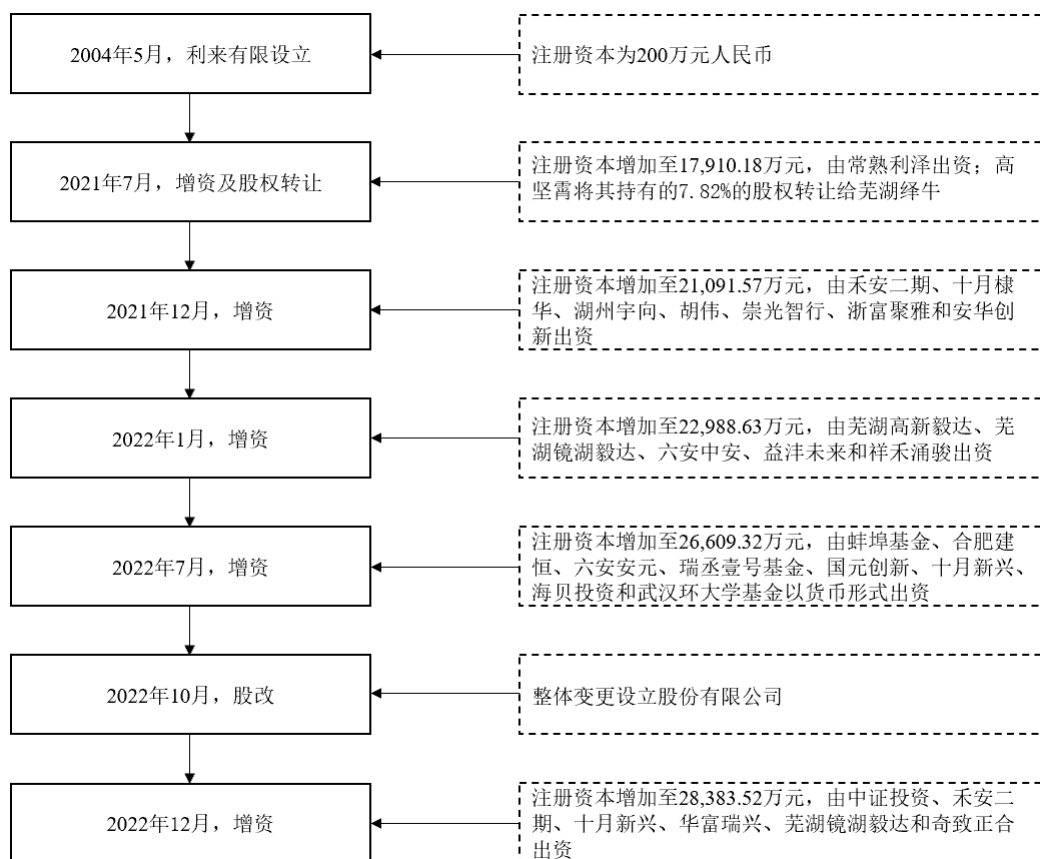 2004年5月，利来有限设立
注册资本为200万元人民币
2021年7月，增资及股权转让
注册资本增加至17,910.18万元，由常熟利泽出资；高
坚霄将其持有的7.82%的股权转让给芜湖绎牛
2021年12月，增资
注册资本增加至21,091.57万元，由禾安二期、十月棣
华、湖州宇向、胡伟、崇光智行、浙富聚雅和安华创
新出资
2022年1月，增资
注册资本增加至22,988.63万元，由芜湖高新毅达、芜
湖镜湖毅达、六安中安、益沣未来和祥禾涌骏出资
2022年7月，增资
注册资本增加至26,609.32万元，由蚌埠基金、合肥建
恒、六安安元、瑞丞壹号基金、国元创新、十月新兴、
海贝投资和武汉环大学基金以货币形式出资
2022年10月，股改
整体变更设立股份有限公司
2022年12月，增资
注册资本增加至28,383.52万元，由中证投资、禾安二
期、十月新兴、华富瑞兴、芜湖镜湖毅达和奇致正合
出资